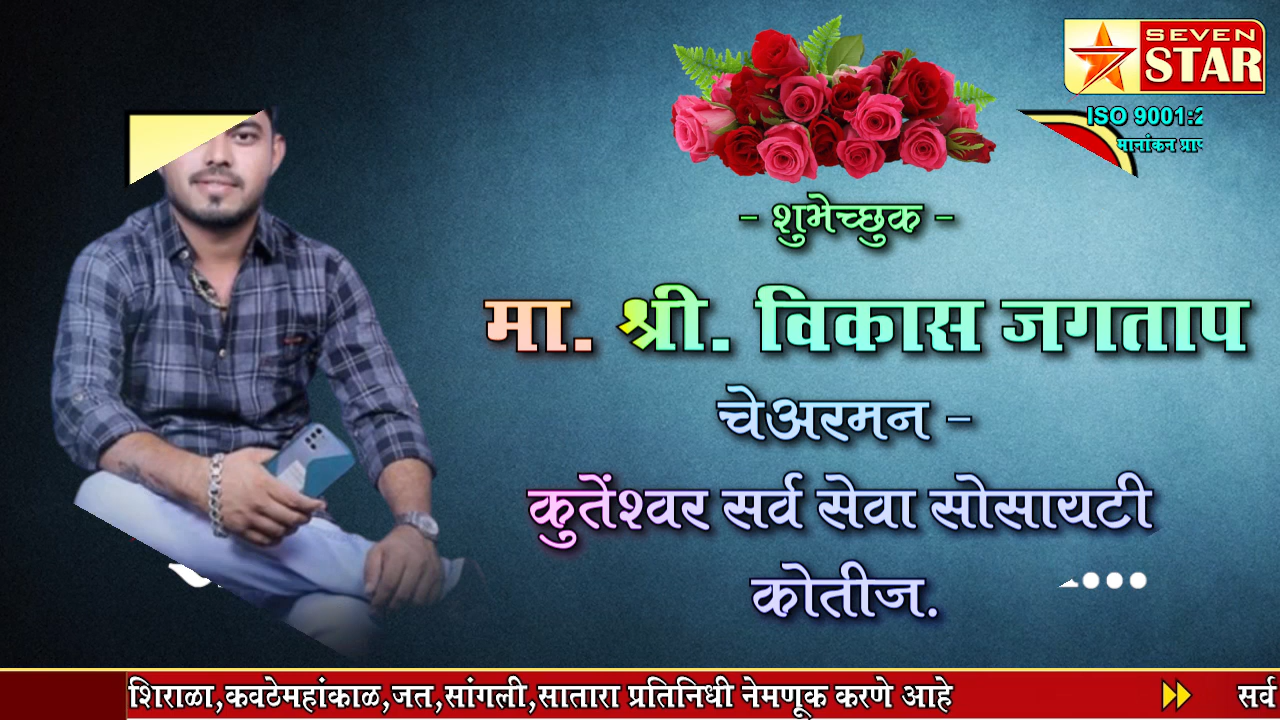 SEVEN
STAR
ISO 9001:2
मानांकन प्राप
- शुभेच्छुक -
मा. श्री. विकास जगताप
चेअरमन -
कुर्तेश्वर सर्व सेवा सोसायटी
कोतीज.
शिराळा,कवठेमहांकाळ,जत,सांगली,सातारा प्रतिनिधी नेमणूक करणे आहे
सर्व